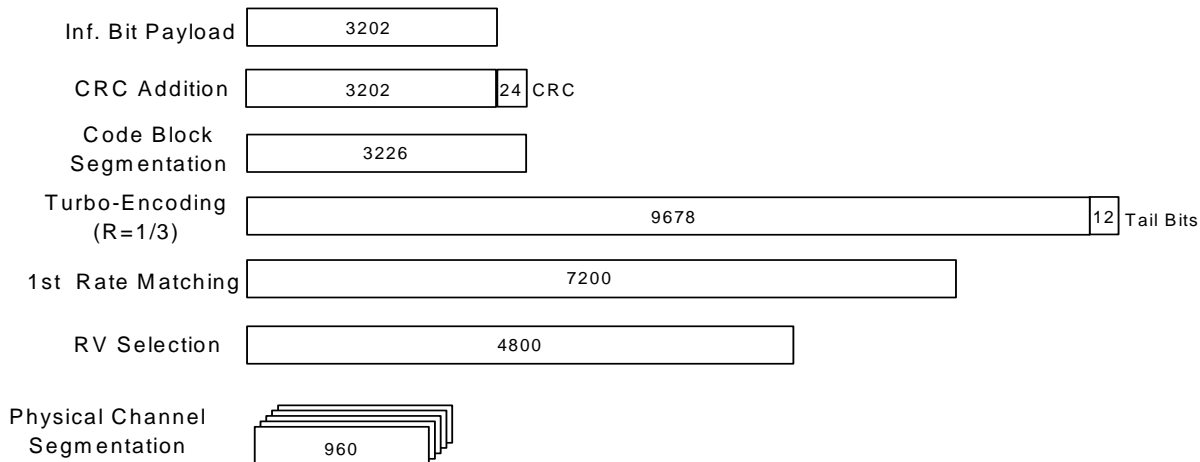 Inf. Bit Payload 3202
CRC Addition 3202 24 CRC
Code Block
Segmentation 3226
Turbo-Encoding
(R=1/3) 9678 12 Tail Bits
1st Rate Matching 7200
RV Selection 4800
Physical Channel
Segmentation 960